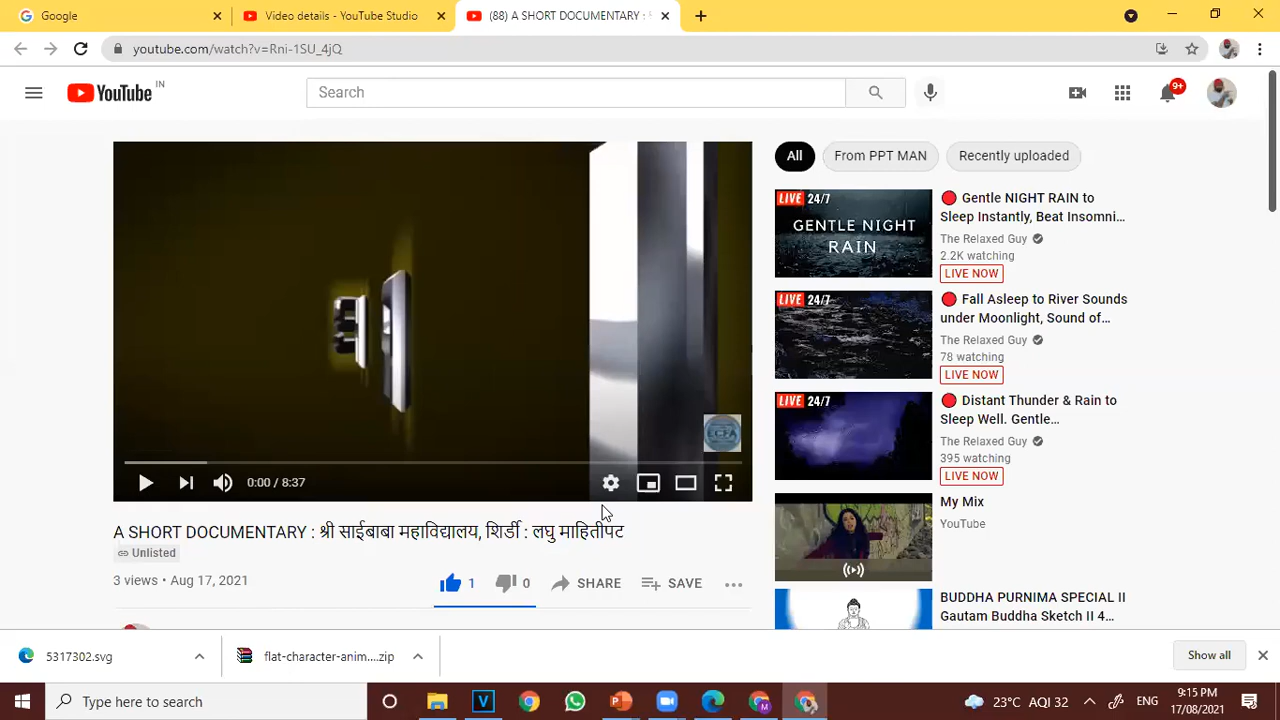 Google
Video details - YouTube Studio
(88) A SHORT DOCUMENTARY :
youtube.com/watch?v=Rni-1SU_4jQ
YouTube IN
Search
9+
All
From PPT MAN
Recently uploaded
LIVE 24/7
GENTLE NIGHT
RAIN
Gentle NIGHT RAIN to
Sleep Instantly, Beat Insomni...
The Relaxed Guy
2.2K watching
LIVE NOW
LIVE 24/7
Fall Asleep to River Sounds
under Moonlight, Sound of...
The Relaxed Guy
78 watching
LIVE NOW
LIVE 24/7
Distant Thunder & Rain to
Sleep Well. Gentle...
The Relaxed Guy
395 watching
LIVE NOW
My Mix
YouTube
BUDDHA PURNIMA SPECIAL II
Gautam Buddha Sketch II 4...
0:00 / 8:37
A SHORT DOCUMENTARY : श्री साईबाबा महाविद्यालय, शिर्डी : लघु माहितीपट
Unlisted
3 views • Aug 17, 2021
1
0
SHARE
SAVE
5317302.svg
flat-character-anim....zip
Show all
Type here to search
23°C AQI 32
ENG
9:15 PM
17/08/2021